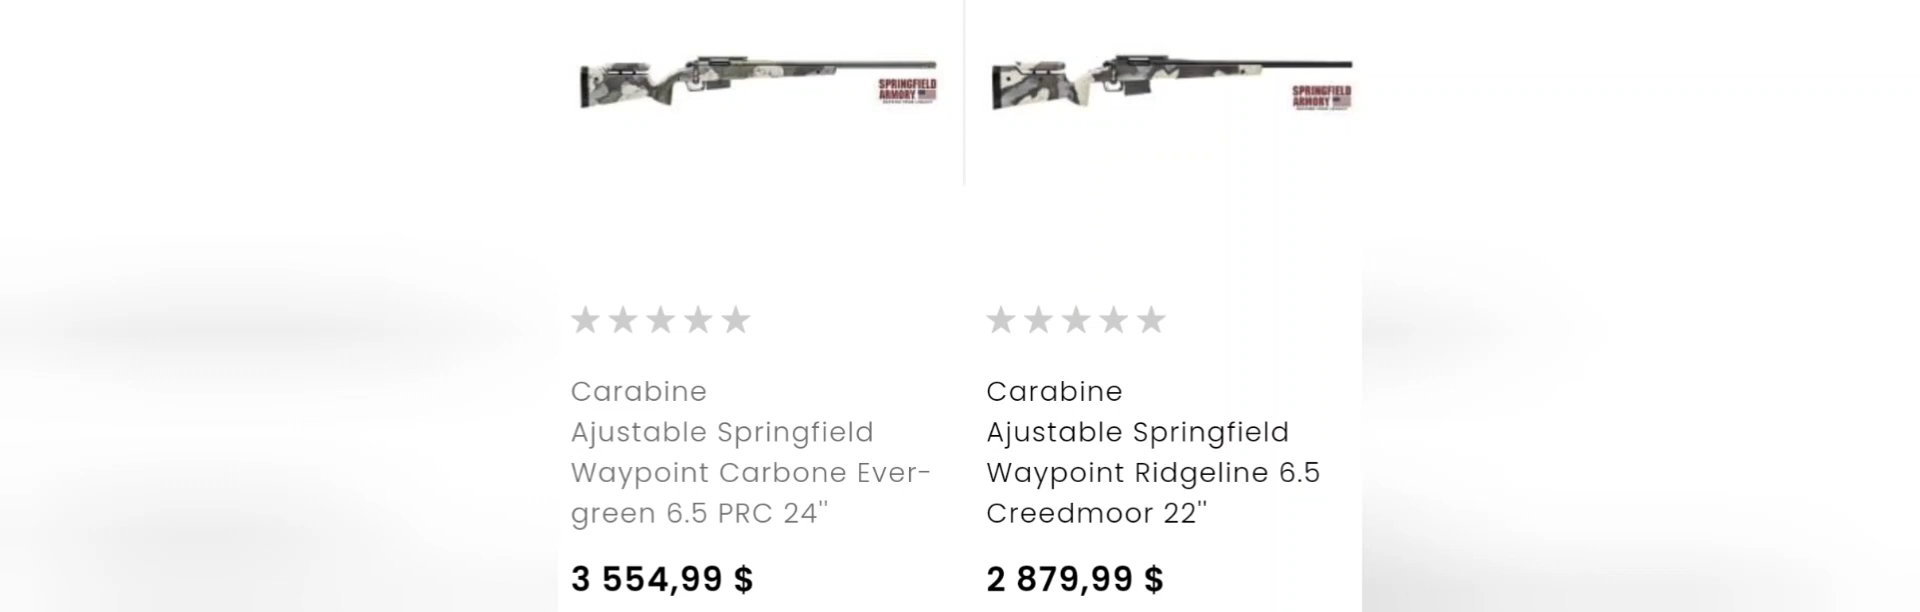 SPRINGFIELD
ARMORY
SPRINGFIELD
ARMORY
Carabine
Ajustable Springfield
Waypoint Carbone Ever-
green 6.5 PRC 24"
3 554,99 $
Carabine
Ajustable Springfield
Waypoint Ridgeline 6.5
Creedmoor 22"
2 879,99 $